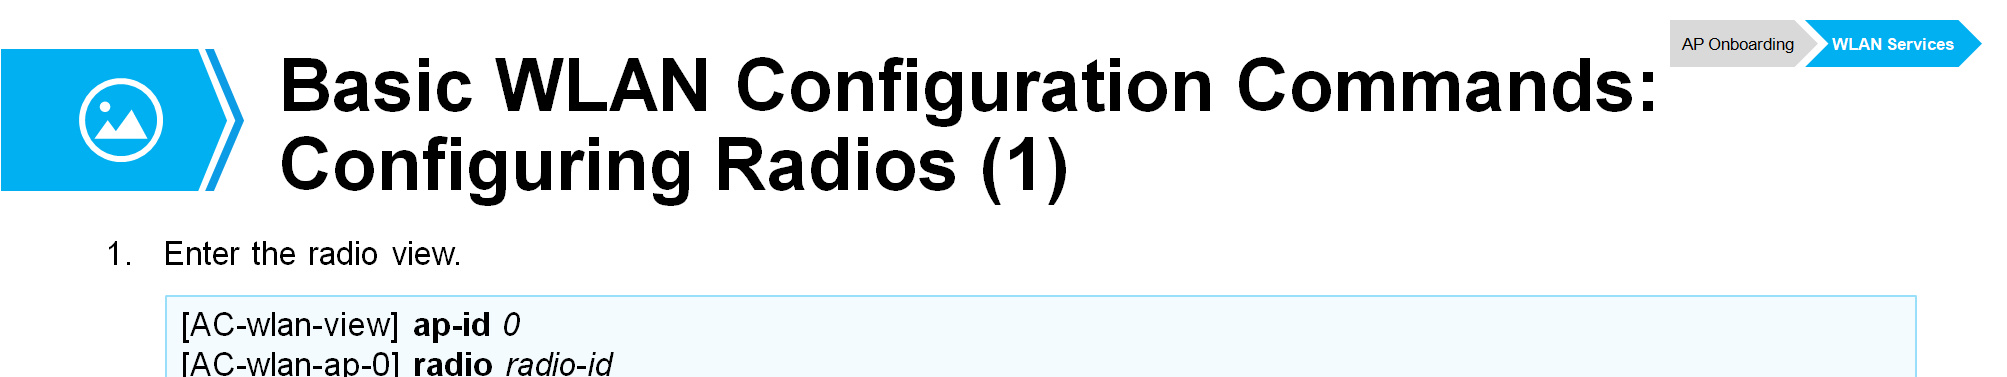 AP Onboarding
WLAN Services
Basic WLAN Configuration Commands:
Configuring Radios (1)
1. Enter the radio view.
[AC-wlan-view] ap-id 0
[AC-wlan-ap-0] radio radio-id